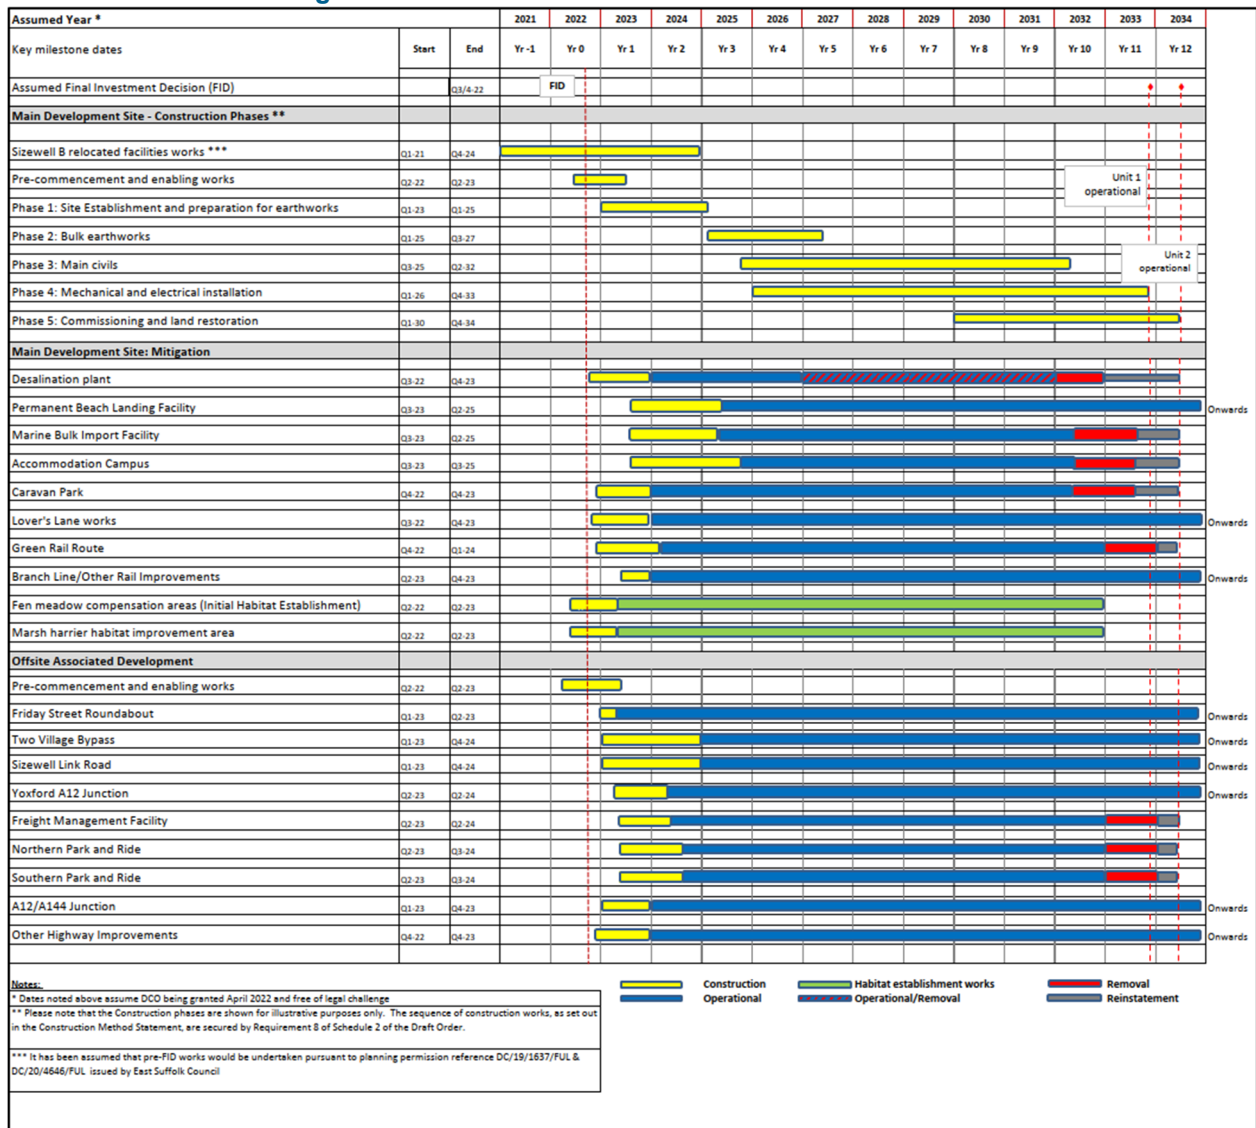 Assumed Year * 2021 2022 2023 2024 2025 2026 2027 2028 2029 2030 2031 2032 2033 2034
Key milestone dates Start End Yr -1 Yr 0 Yr 1 Yr 2 Yr 3 Yr 4 Yr 5 Yr 6 Yr 7 Yr 8 Yr 9 Yr 10 Yr 11 Yr 12
Assumed Final Investment Decision (FID) Q3/4-22 FID
Main Development Site - Construction Phases **
Sizewell B relocated facilities works *** Q1-21 Q4-24
Pre-commencement and enabling works Q2-22 Q2-23
Unit 1
operational
Phase 1: Site Establishment and preparation for earthworks Q1-23 Q1-25
Phase 2: Bulk earthworks Q1-25 Q3-27
Unit 2
operational
Phase 3: Main civils Q3-25 Q2-32
Phase 4: Mechanical and electrical installation Q1-26 Q4-33
Phase 5: Commissioning and land restoration Q1-30 Q4-34
Main Development Site: Mitigation
Desalination plant Q3-22 Q4-23
Permanent Beach Landing Facility Q3-23 Q2-25 Onwards
Marine Bulk Import Facility Q3-23 Q2-25
Accommodation Campus Q3-23 Q3-25
Caravan Park Q4-22 Q4-23
Lover's Lane works Q3-22 Q4-23 Onwards
Green Rail Route Q4-22 Q1-24
Branch Line/Other Rail Improvements Q2-23 Q4-23 Onwards
Fen meadow compensation areas (Initial Habitat Establishment) Q2-22 Q2-23
Marsh harrier habitat improvement area Q2-22 Q2-23
Offsite Associated Development
Pre-commencement and enabling works Q2-22 Q2-23
Friday Street Roundabout Q1-23 Q2-23 Onwards
Two Village Bypass Q1-23 Q4-24 Onwards
Sizewell Link Road Q1-23 Q4-24 Onwards
Yoxford A12 Junction Q2-23 Q2-24 Onwards
Freight Management Facility Q2-23 Q2-24
Northern Park and Ride Q2-23 Q3-24
Southern Park and Ride Q2-23 Q3-24
A12/A144 Junction Q1-23 Q4-23 Onwards
Other Highway Improvements Q4-22 Q4-23 Onwards
Notes:
* Dates noted above assume DCO being granted April 2022 and free of legal challenge
** Please note that the Construction phases are shown for illustrative purposes only. The sequence of construction works, as set out
in the Construction Method Statement, are secured by Requirement 8 of Schedule 2 of the Draft Order.
*** It has been assumed that pre-FID works would be undertaken pursuant to planning permission reference DC/19/1637/FUL &
DC/20/4646/FUL issued by East Suffolk Council
Construction Habitat establishment works Removal
Operational Operational/Removal Reinstatement